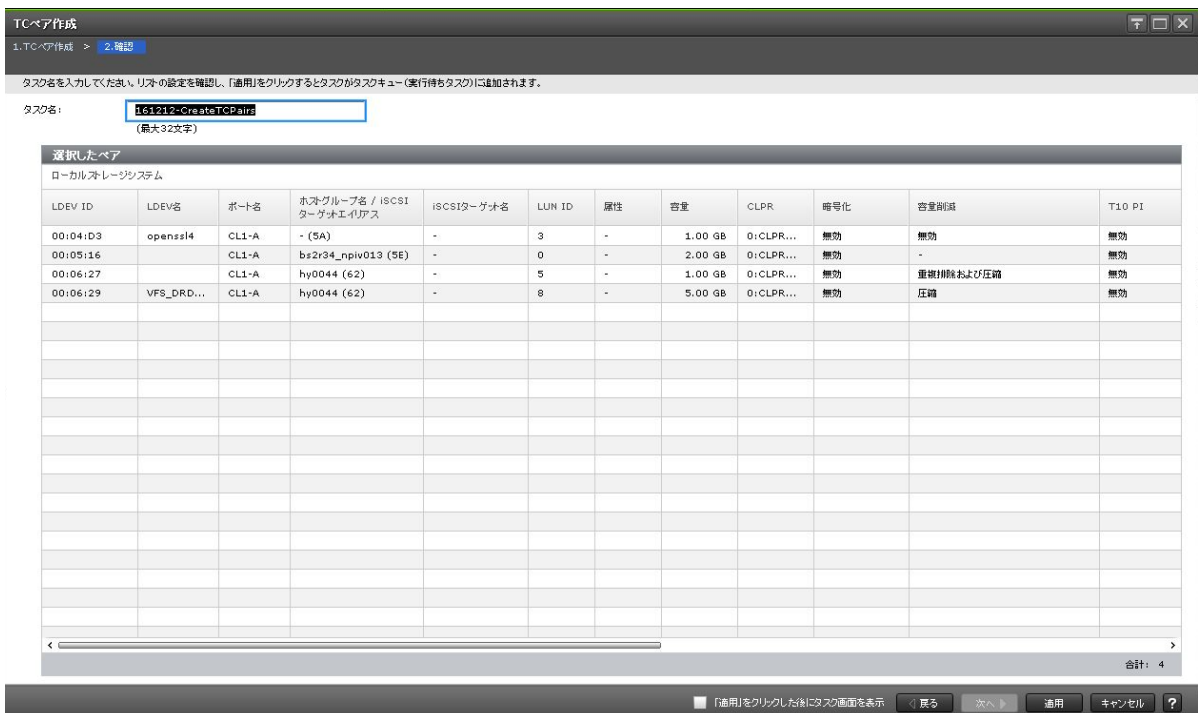 TCペア作成
1.TCペア作成 > 2.確認
タスク名を入力してください。リストの設定を確認し、「適用」をクリックするとタスクがタスクキュー(実行待ちタスク)に追加されます。
タスク名: 161212-CreateTCPairs
(最大32文字)
選択したペア
ローカルストレージシステム
LDEV ID LDEV名 ポート名 ホストグループ名 / iSCSI ターゲットエイリアス iSCSIターゲット名 LUN ID 属性 容量 CLPR 暗号化 容量削減 T10 PI
00:04:D3 openssl4 CL1-A - (5A) - 3 - 1.00 GB 0:CLPR... 無効 無効 無効
00:05:16 CL1-A bs2r34_npiv013 (5E) - 0 - 2.00 GB 0:CLPR... 無効 - 無効
00:06:27 CL1-A hy0044 (62) - 5 - 1.00 GB 0:CLPR... 無効 重複排除および圧縮 無効
00:06:29 VFS_DRD... CL1-A hy0044 (62) - 8 - 5.00 GB 0:CLPR... 無効 圧縮 無効
合計: 4
「適用」をクリックした後にタスク画面を表示 戻る 次へ 適用 キャンセル ?